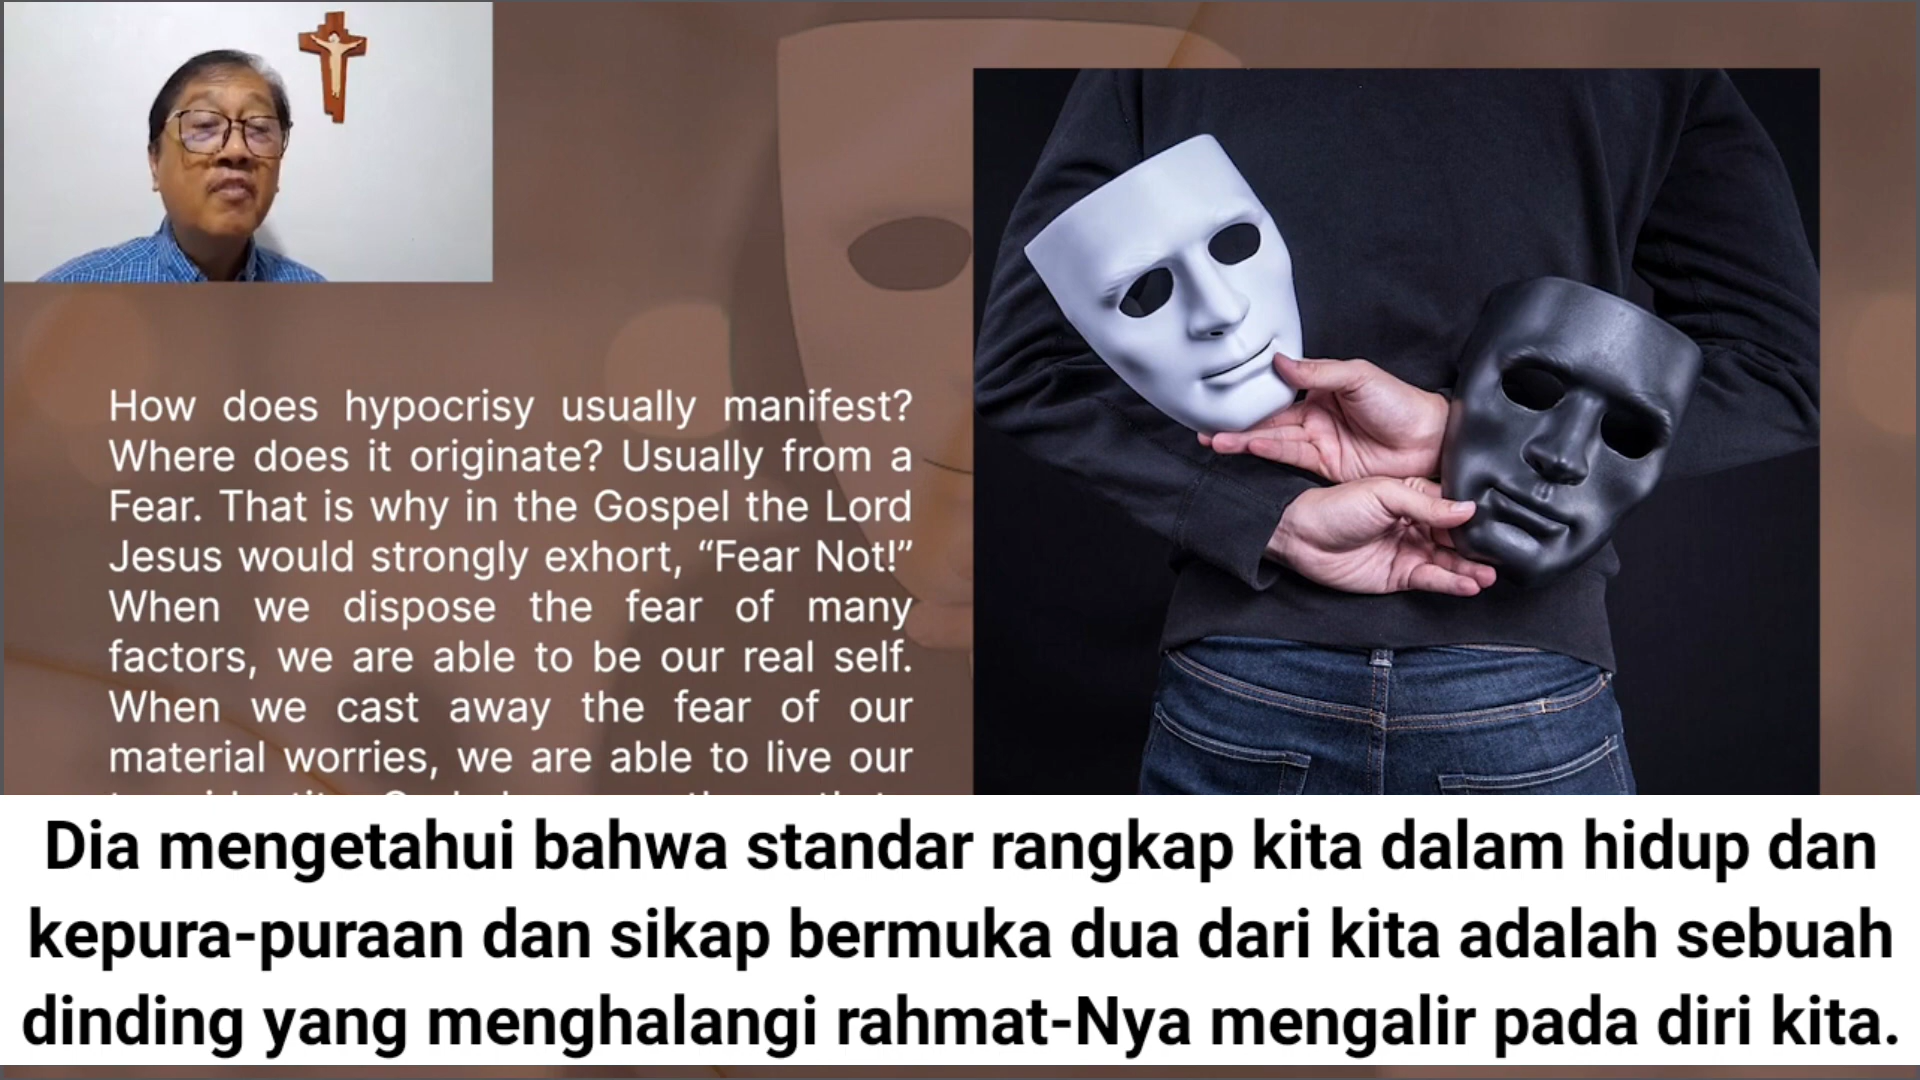 How does hypocrisy usually manifest?
Where does it originate? Usually from a
Fear. That is why in the Gospel the Lord
Jesus would strongly exhort, “Fear Not!”
When we dispose the fear of many
factors, we are able to be our real self.
When we cast away the fear of our
material worries, we are able to live our
Dia mengetahui bahwa standar rangkap kita dalam hidup dan
kepura-puraan dan sikap bermuka dua dari kita adalah sebuah
dinding yang menghalangi rahmat-Nya mengalir pada diri kita.